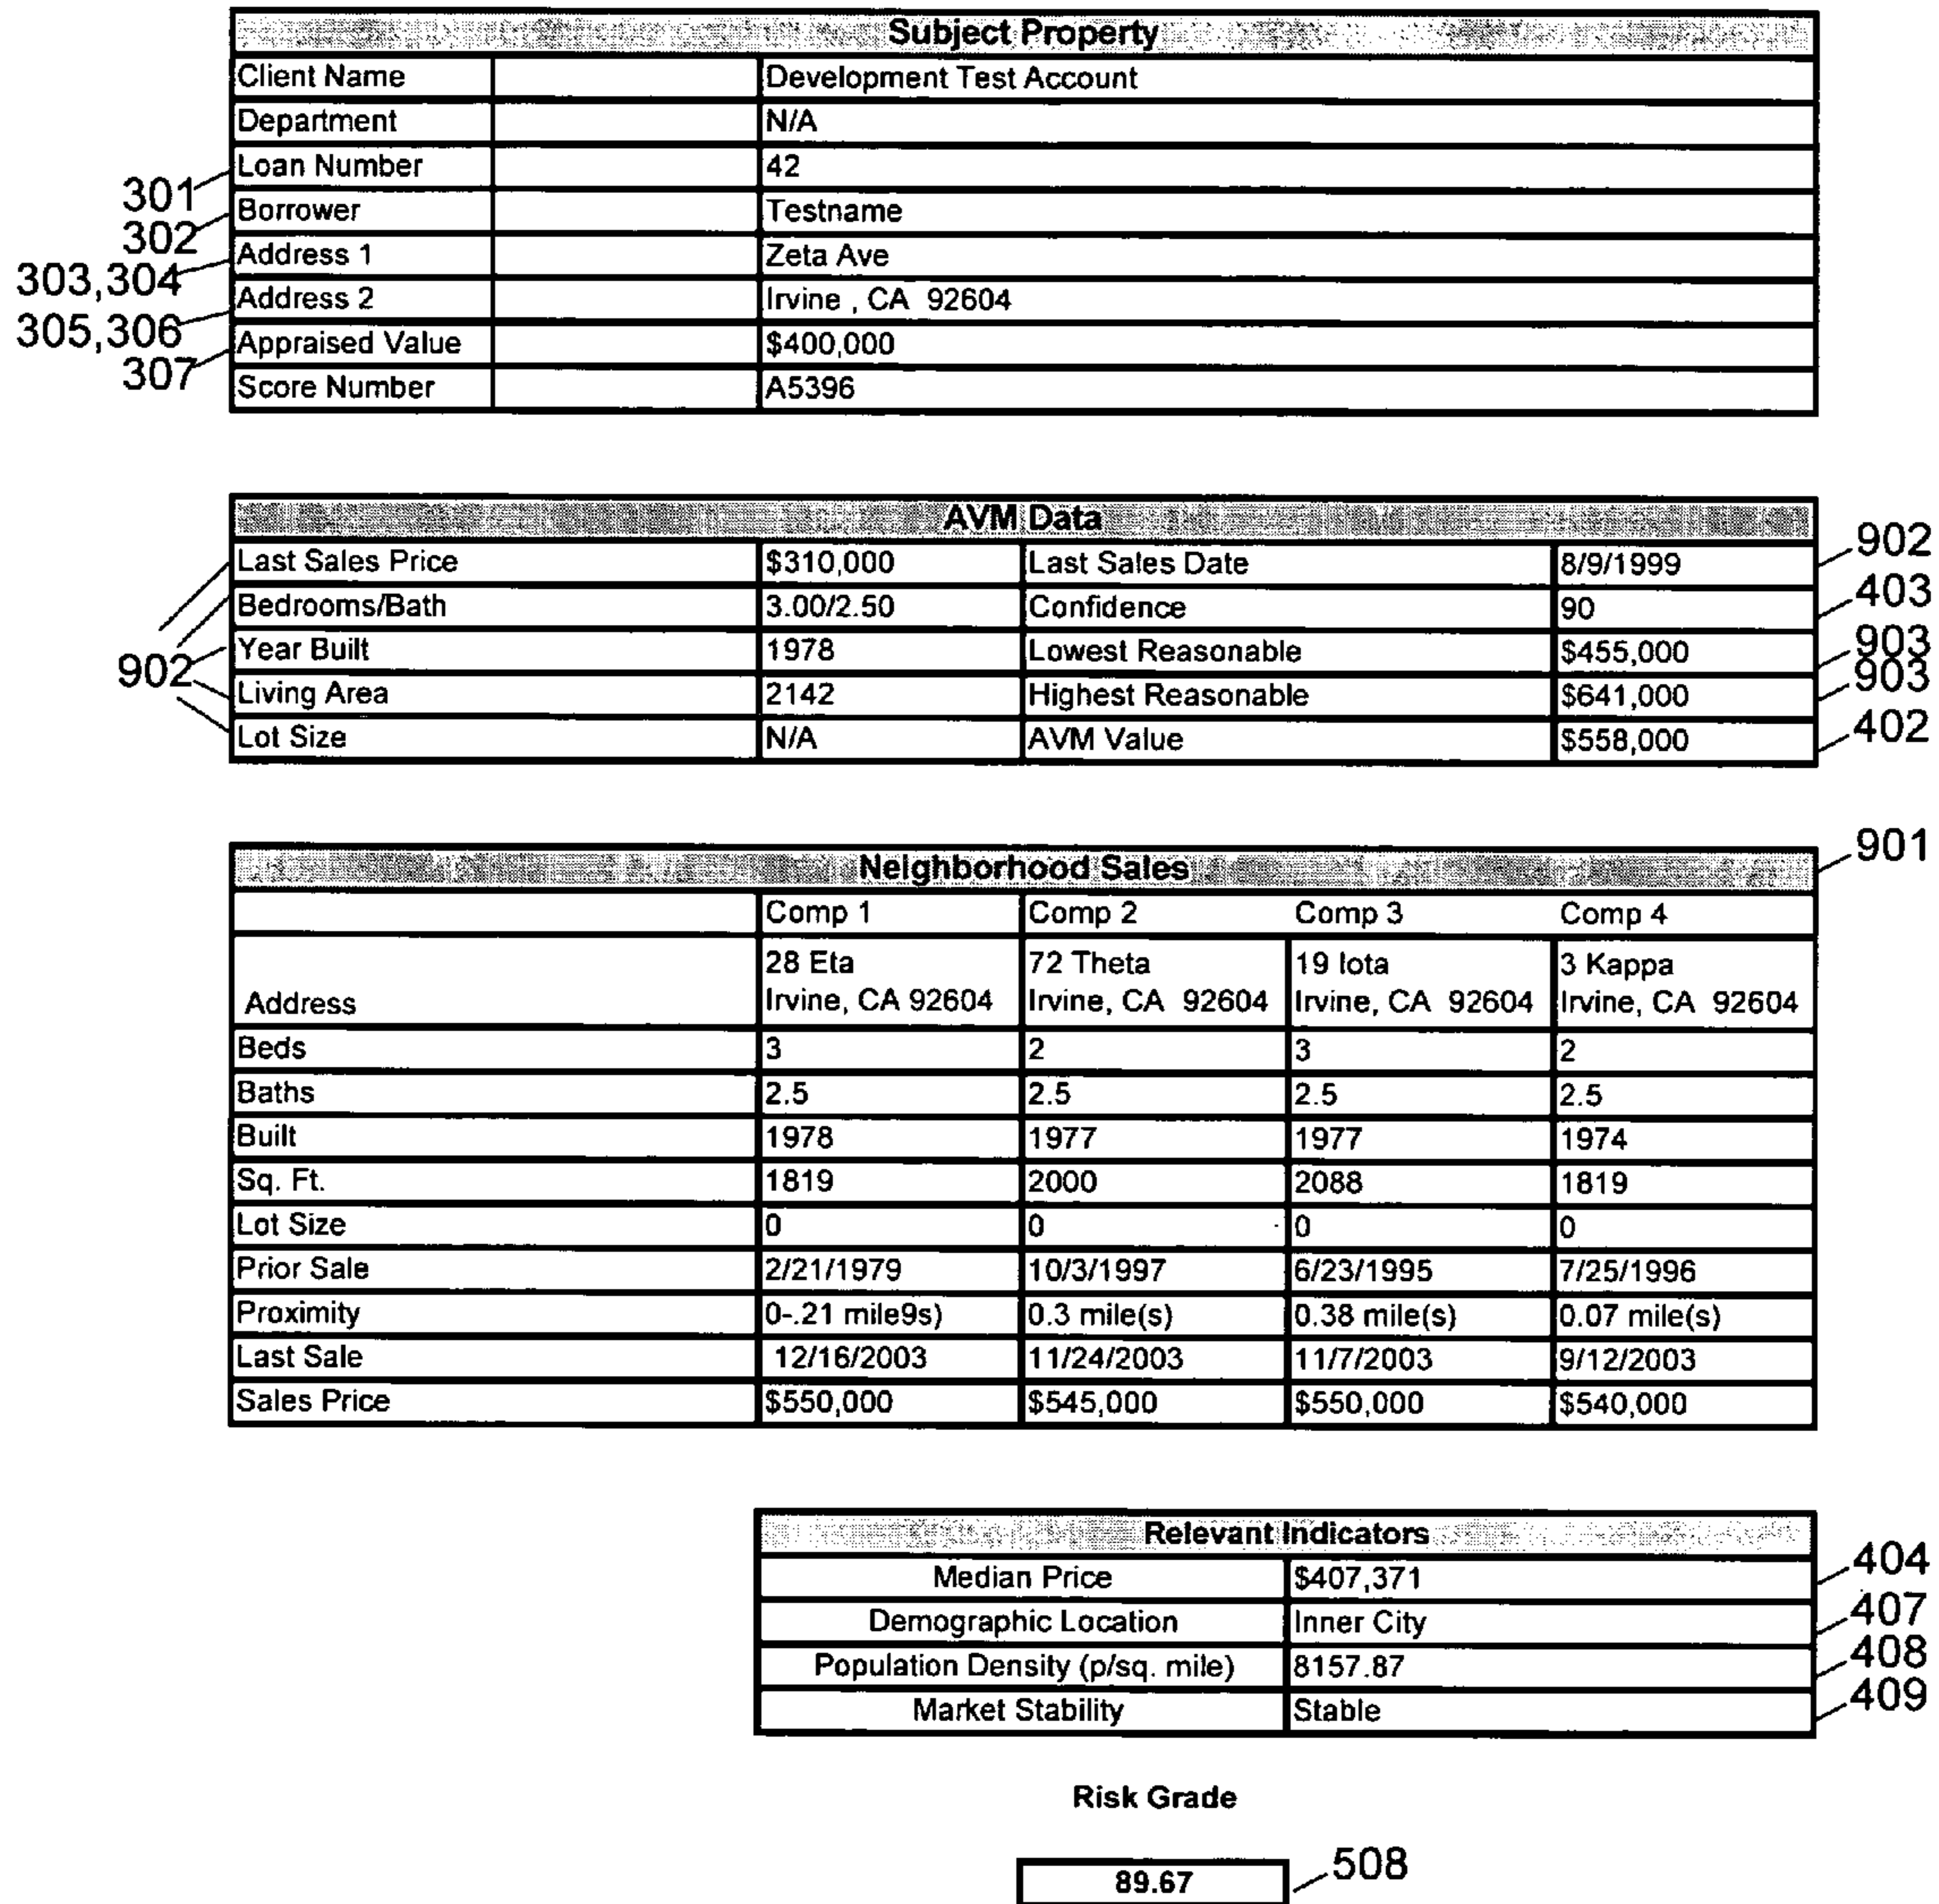 Subject Property
Client Name Development Test Account
Department N/A
301 Loan Number 42
302 Borrower Testname
303,304 Address 1 Zeta Ave
305,306 Address 2 Irvine , CA 92604
307 Appraised Value $400,000
Score Number A5396
AVM Data
Last Sales Price $310,000 Last Sales Date 8/9/1999 902
Bedrooms/Bath 3.00/2.50 Confidence 90 403
902 Year Built 1978 Lowest Reasonable $455,000 903
Living Area 2142 Highest Reasonable $641,000 903
Lot Size N/A AVM Value $558,000 402
Neighborhood Sales 901
Comp 1 Comp 2 Comp 3 Comp 4
28 Eta 72 Theta 19 Iota 3 Kappa
Address Irvine, CA 92604 Irvine, CA 92604 Irvine, CA 92604 Irvine, CA 92604
Beds 3 2 3 2
Baths 2.5 2.5 2.5 2.5
Built 1978 1977 1977 1974
Sq. Ft. 1819 2000 2088 1819
Lot Size 0 0 0 0
Prior Sale 2/21/1979 10/3/1997 6/23/1995 7/25/1996
Proximity 0-.21 mile9s) 0.3 mile(s) 0.38 mile(s) 0.07 mile(s)
Last Sale 12/16/2003 11/24/2003 11/7/2003 9/12/2003
Sales Price $550,000 $545,000 $550,000 $540,000
Relevant Indicators
Median Price $407,371 404
Demographic Location Inner City 407
Population Density (p/sq. mile) 8157.87 408
Market Stability Stable 409
Risk Grade
89.67 508